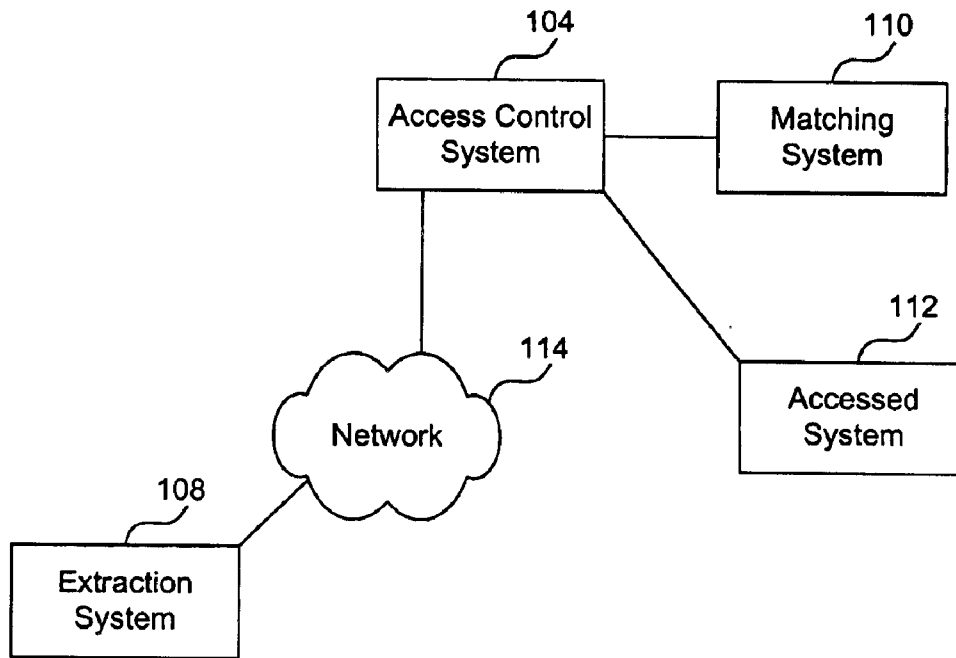 104
110
Access Control
System
Matching
System
112
114
Accessed
System
Network
108
Extraction
System